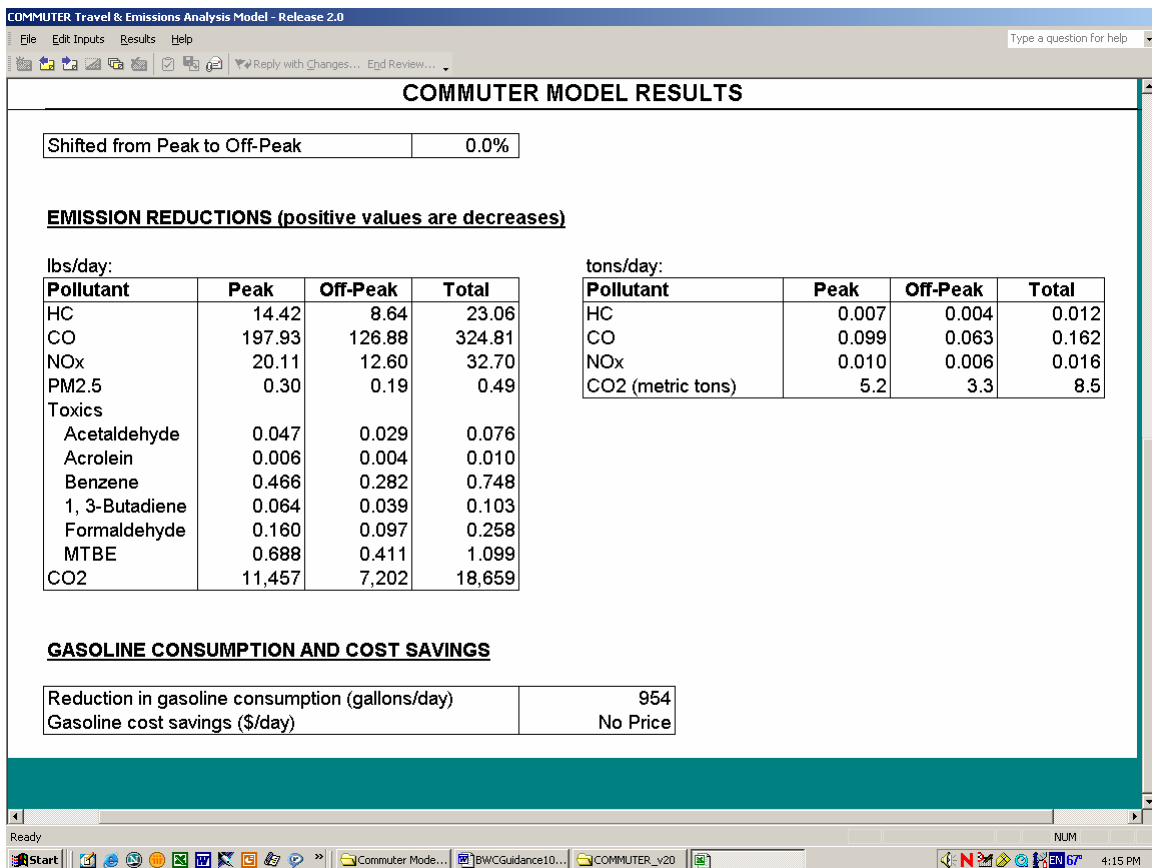 COMMUTER Travel & Emissions Analysis Model - Release 2.0
File Edit Inputs Results Help Type a question for help
Reply with Changes... End Review...
COMMUTER MODEL RESULTS
Shifted from Peak to Off-Peak 0.0%
EMISSION REDUCTIONS (positive values are decreases)
lbs/day: tons/day:
Pollutant Peak Off-Peak Total Pollutant Peak Off-Peak Total
HC 14.42 8.64 23.06 HC 0.007 0.004 0.012
CO 197.93 126.88 324.81 CO 0.099 0.063 0.162
NOx 20.11 12.60 32.70 NOx 0.010 0.006 0.016
PM2.5 0.30 0.19 0.49 CO2 (metric tons) 5.2 3.3 8.5
Toxics
Acetaldehyde 0.047 0.029 0.076
Acrolein 0.006 0.004 0.010
Benzene 0.466 0.282 0.748
1, 3-Butadiene 0.064 0.039 0.103
Formaldehyde 0.160 0.097 0.258
MTBE 0.688 0.411 1.099
CO2 11,457 7,202 18,659
GASOLINE CONSUMPTION AND COST SAVINGS
Reduction in gasoline consumption (gallons/day) 954
Gasoline cost savings ($/day) No Price
Ready NUM
Start » Commuter Mode... BWCGuidance10... COMMUTER_v20 EN 67° 4:15 PM